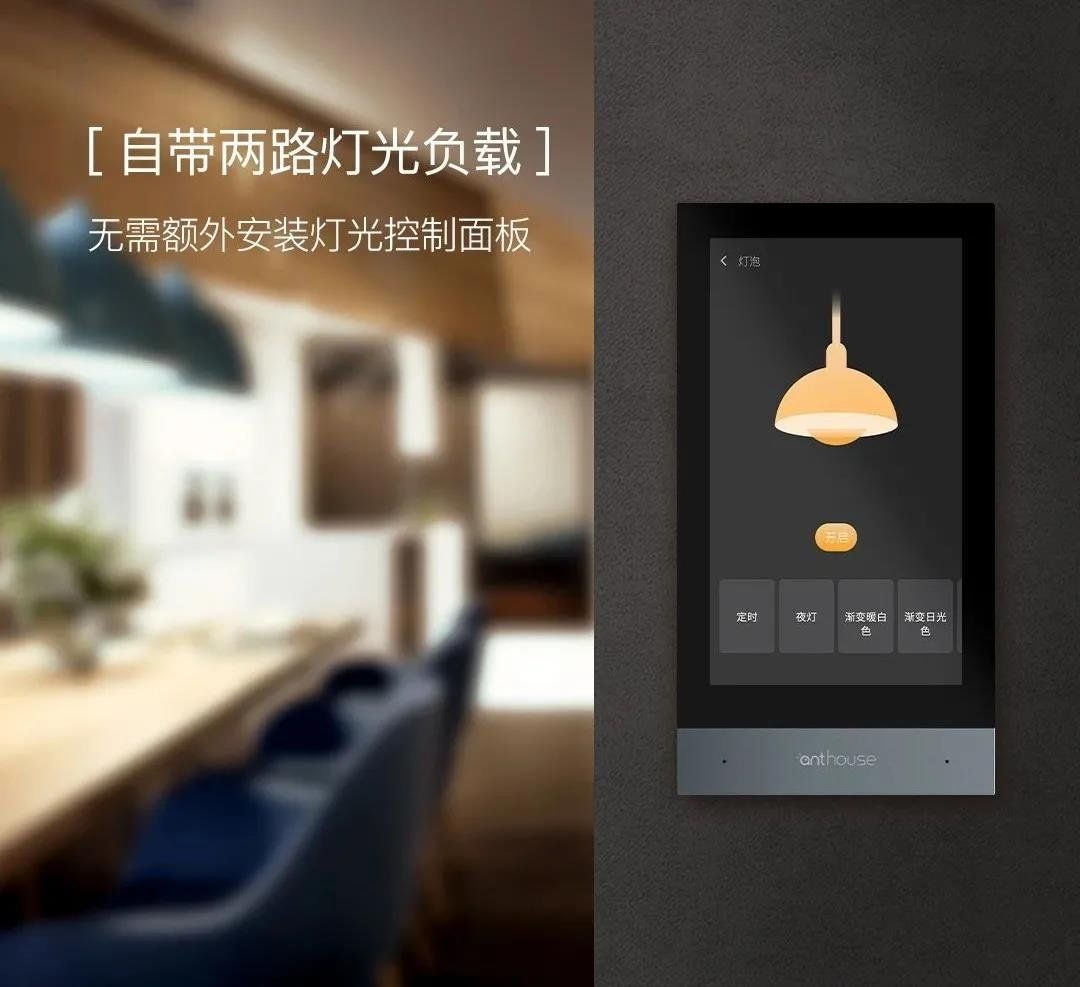 [ 自带两路灯光负载 ]
无需额外安装灯光控制面板
灯泡
开启
定时
夜灯
渐变暖白
色
渐变日光
色
anthouse